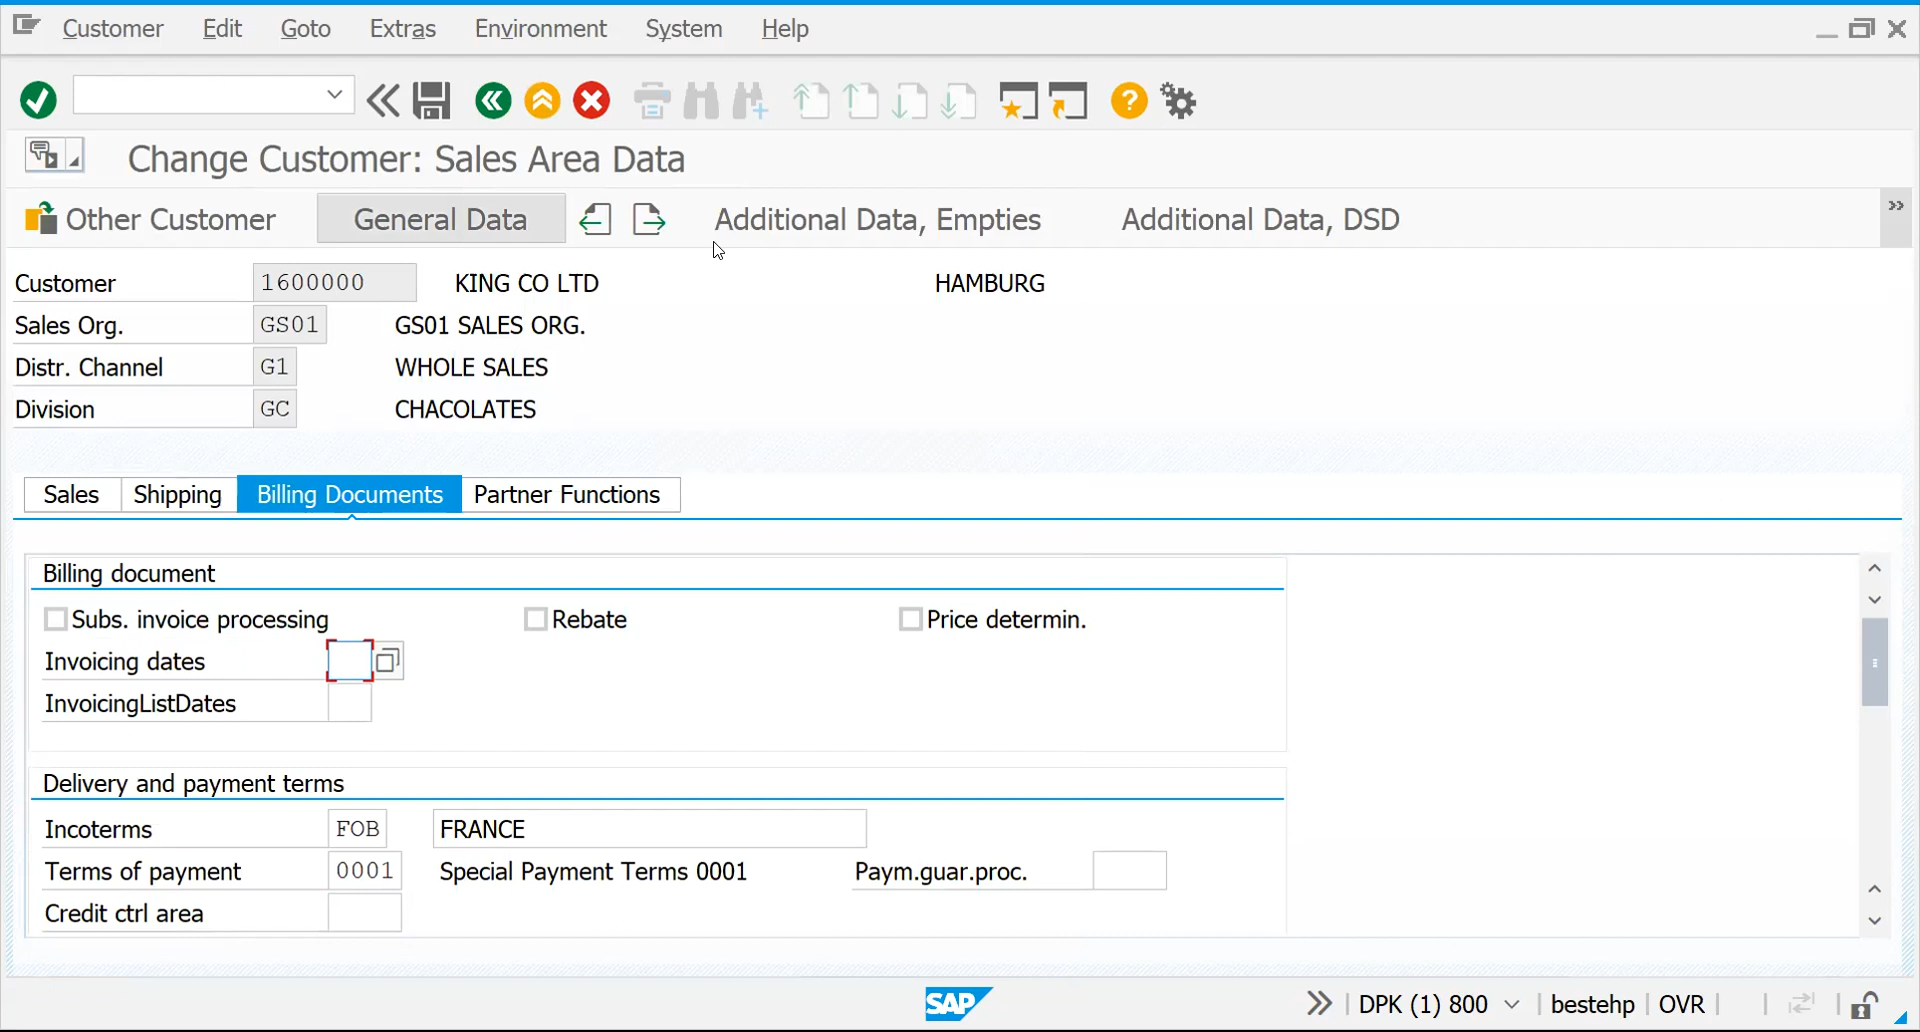 Customer Edit Goto Extras Environment System Help
Change Customer: Sales Area Data
Other Customer General Data Additional Data, Empties Additional Data, DSD
Customer 1600000 KING CO LTD HAMBURG
Sales Org. GS01 GS01 SALES ORG.
Distr. Channel G1 WHOLE SALES
Division GC CHACOLATES
Sales Shipping Billing Documents Partner Functions
Billing document
Subs. invoice processing Rebate Price determin.
Invoicing dates
InvoicingListDates
Delivery and payment terms
Incoterms FOB FRANCE
Terms of payment 0001 Special Payment Terms 0001 Paym.guar.proc.
Credit ctrl area
SAP DPK (1) 800 bestehp OVR